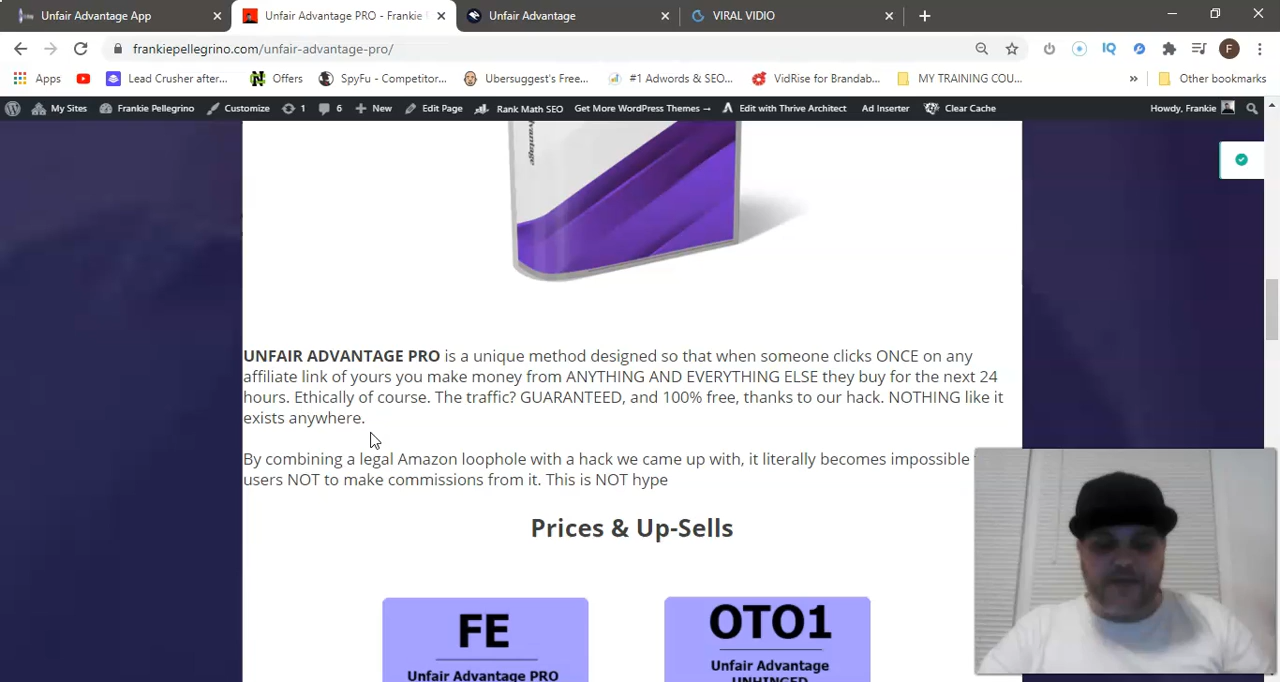 Unfair Advantage App
Unfair Advantage PRO - Frankie
Unfair Advantage
VIRAL VIDIO
frankiepellegrino.com/unfair-advantage-pro/
F
Apps
Lead Crusher after...
Offers
SpyFu - Competitor...
Ubersuggest's Free...
#1 Adwords & SEO...
VidRise for Brandab...
MY TRAINING COU...
»
Other bookmarks
My Sites
Frankie Pellegrino
Customize
1
6
New
Edit Page
Rank Math SEO
Get More WordPress Themes →
Edit with Thrive Architect
Ad Inserter
Clear Cache
Howdy, Frankie
UNFAIR ADVANTAGE PRO is a unique method designed so that when someone clicks ONCE on any
affiliate link of yours you make money from ANYTHING AND EVERYTHING ELSE they buy for the next 24
hours. Ethically of course. The traffic? GUARANTEED, and 100% free, thanks to our hack. NOTHING like it
exists anywhere.
By combining a legal Amazon loophole with a hack we came up with, it literally becomes impossible
users NOT to make commissions from it. This is NOT hype
Prices & Up-Sells
FE
Unfair Advantage PRO
OTO1
Unfair Advantage
UNHINGED